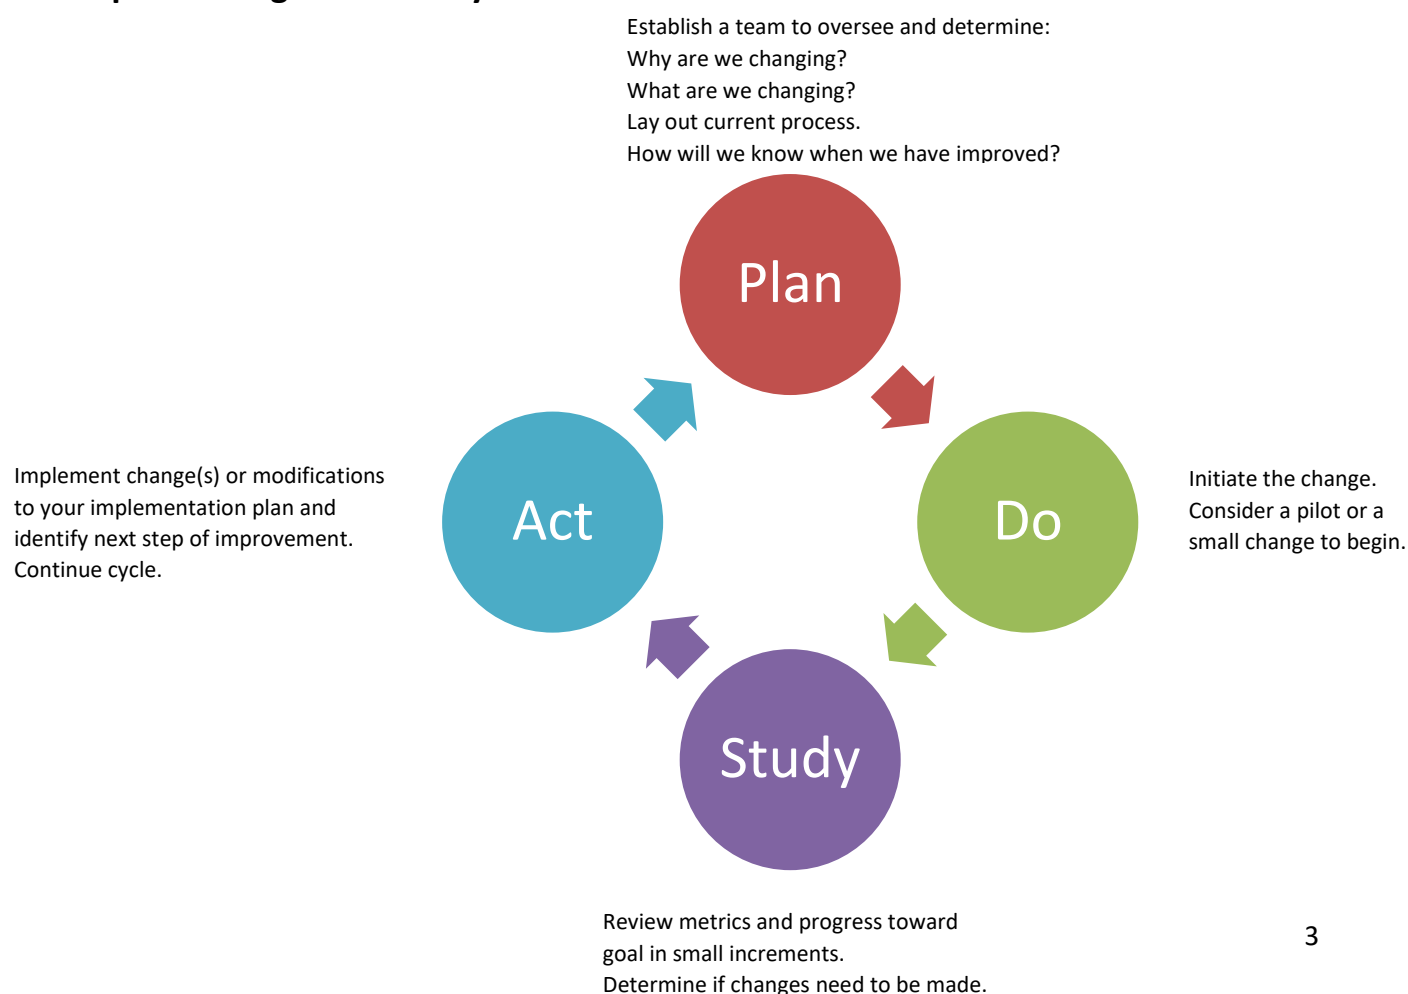 Establish a team to oversee and determine:
Why are we changing?
What are we changing?
Lay out current process.
How will we know when we have improved?
Plan
Implement change(s) or modifications
to your implementation plan and
identify next step of improvement.
Continue cycle.
Act
Do
Initiate the change.
Consider a pilot or a
small change to begin.
Study
Review metrics and progress toward
goal in small increments.
Determine if changes need to be made.
3